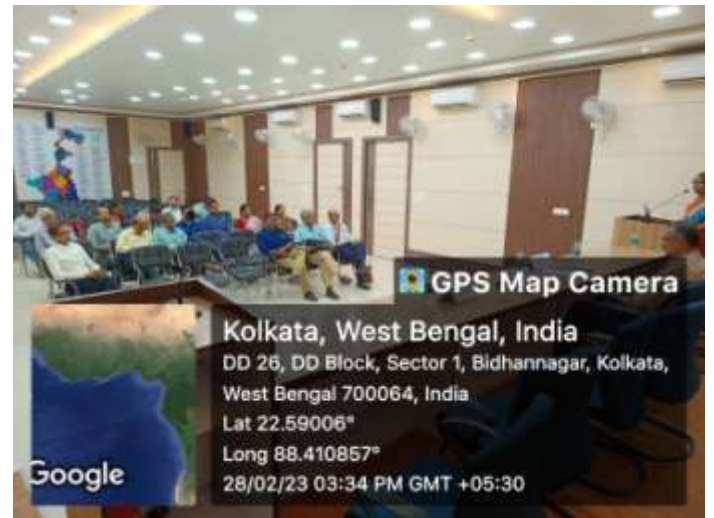 GPS Map Camera
Kolkata, West Bengal, India
DD 26, DD Block, Sector 1, Bidhannagar, Kolkata,
West Bengal 700064, India
Lat 22.59006°
Long 88.410857°
28/02/23 03:34 PM GMT +05:30
Google